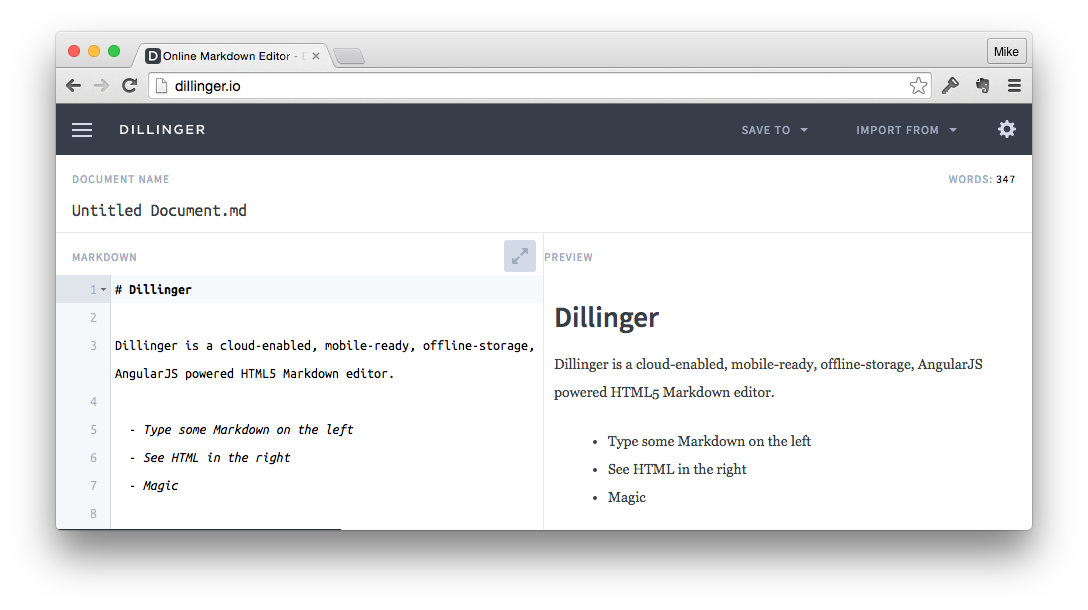 Online Markdown Editor -
Mike
dillinger.io
DILLINGER
SAVE TO
IMPORT FROM
DOCUMENT NAME
WORDS: 347
Untitled Document.md
MARKDOWN
PREVIEW
1 # Dillinger
2
3 Dillinger is a cloud-enabled, mobile-ready, offline-storage,
AngularJS powered HTML5 Markdown editor.
4
5 - Type some Markdown on the left
6 - See HTML in the right
7 - Magic
8
Dillinger
Dillinger is a cloud-enabled, mobile-ready, offline-storage, AngularJS
powered HTML5 Markdown editor.
• Type some Markdown on the left
• See HTML in the right
• Magic